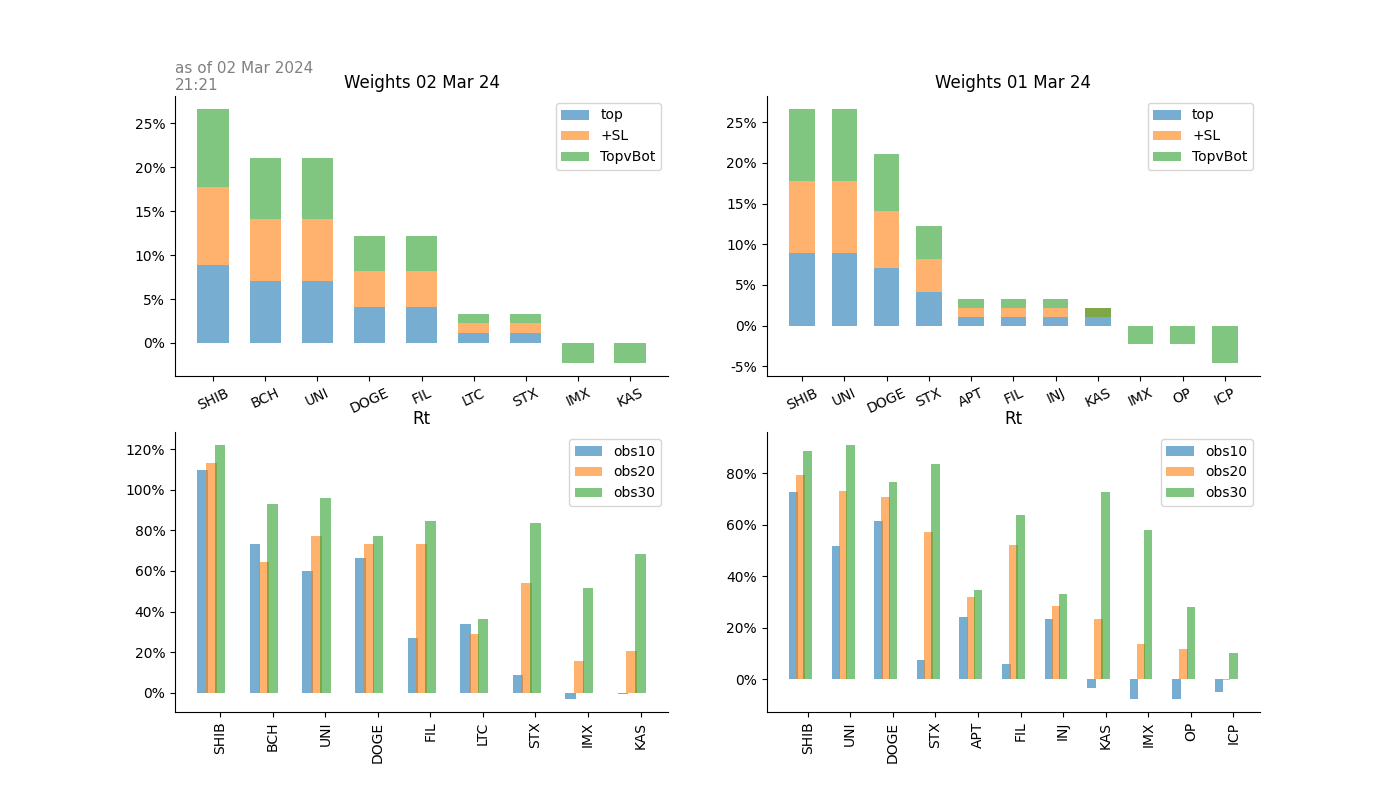 as of 02 Mar 2024
21:21
Weights 02 Mar 24
25%
20%
15%
10%
5%
0%
top
+SL
TopvBot
SHIB
BCH
UNI
DOGE
FIL
LTC
STX
IMX
KAS
Weights 01 Mar 24
25%
20%
15%
10%
5%
0%
-5%
top
+SL
TopvBot
SHIB
UNI
DOGE
STX
APT
FIL
INJ
KAS
IMX
OP
ICP
Rt
120%
100%
80%
60%
40%
20%
0%
obs10
obs20
obs30
SHIB
BCH
UNI
DOGE
FIL
LTC
STX
IMX
KAS
Rt
80%
60%
40%
20%
0%
obs10
obs20
obs30
SHIB
UNI
DOGE
STX
APT
FIL
INJ
KAS
IMX
OP
ICP